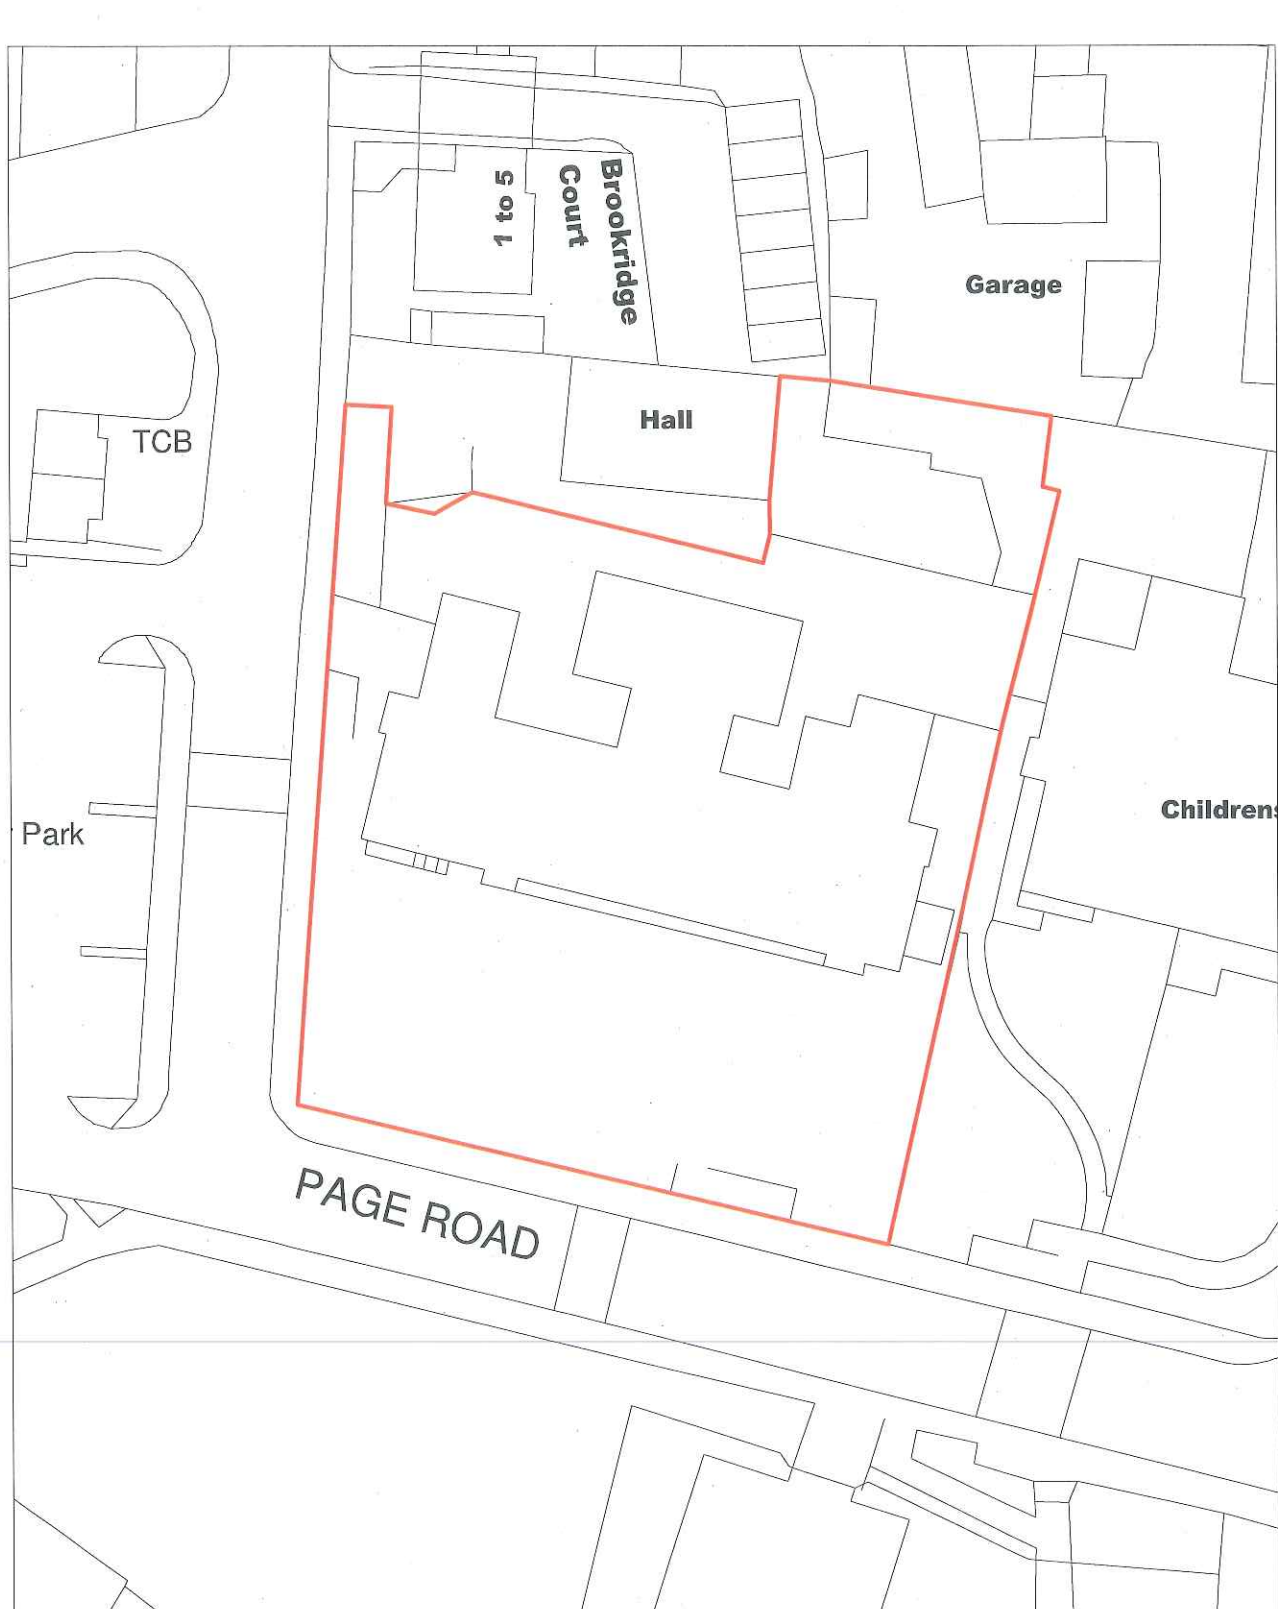 1 to 5
Brookridge
Court
Garage
Hall
TCB
Park
Childrens
PAGE ROAD